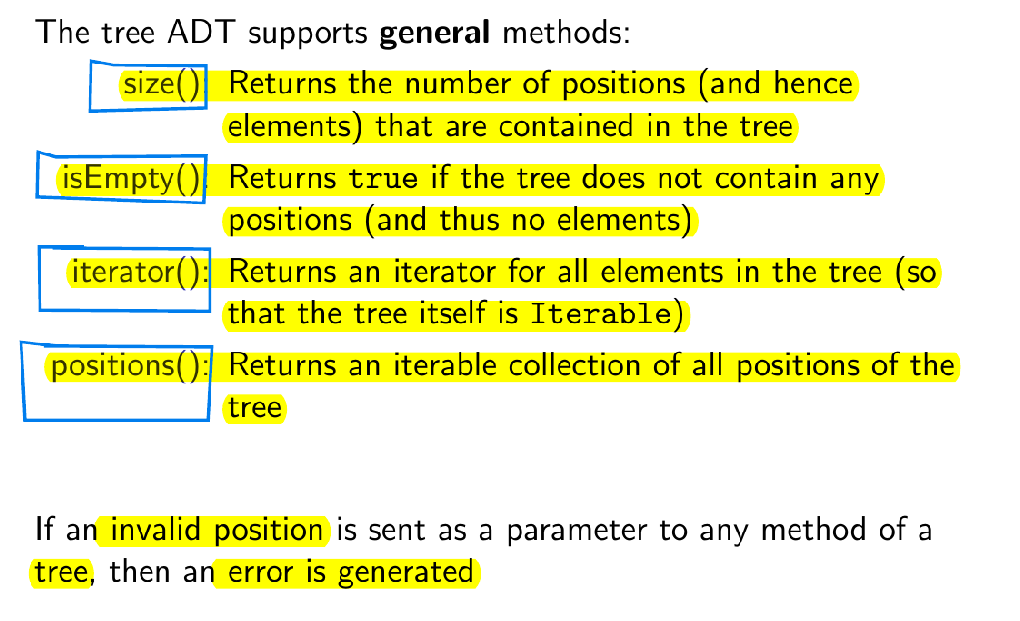 The tree ADT supports general methods:
size(): Returns the number of positions (and hence
elements) that are contained in the tree
isEmpty(): Returns true if the tree does not contain any
positions (and thus no elements)
iterator(): Returns an iterator for all elements in the tree (so
that the tree itself is Iterable)
positions(): Returns an iterable collection of all positions of the
tree
If an invalid position is sent as a parameter to any method of a
tree, then an error is generated